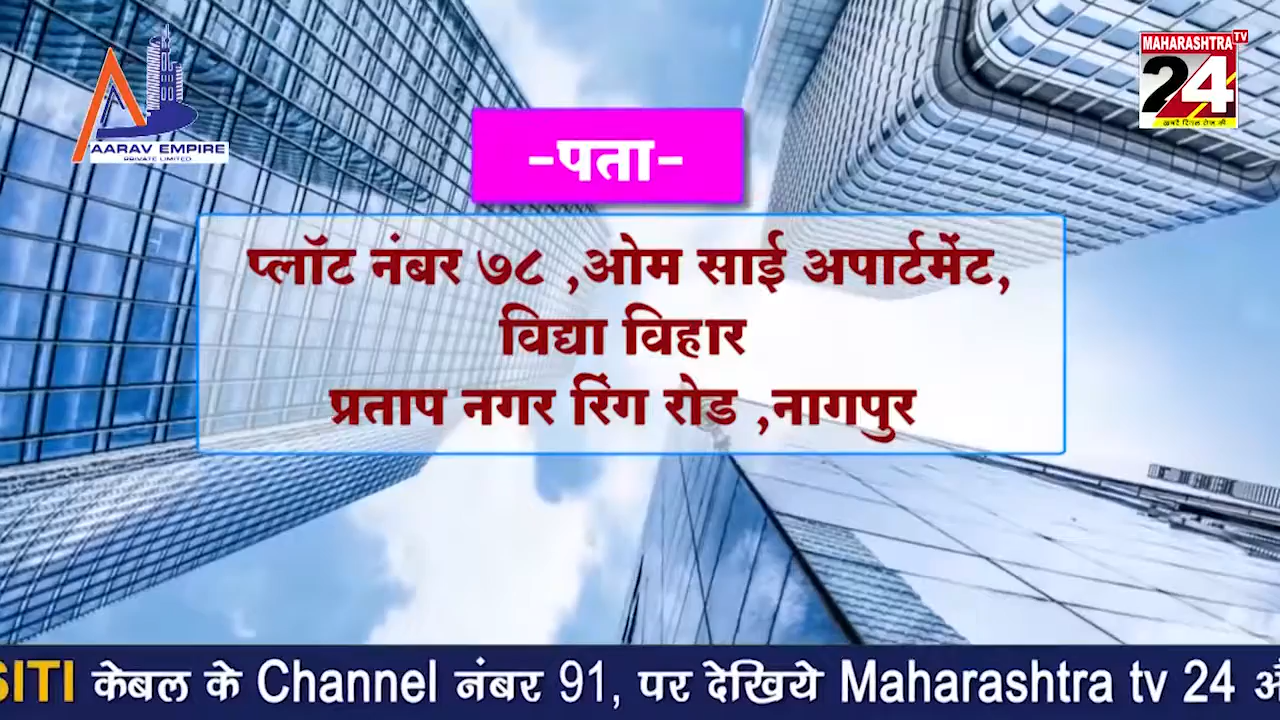 AARAV EMPIRE
PRIVATE LIMITED
MAHARASHTRA TV
24
-पता-
प्लॉट नंबर ७८ ,ओम साई अपार्टमेंट,
विद्या विहार
प्रताप नगर रिंग रोड ,नागपुर
SITI केबल के Channel नंबर 91, पर देखिये Maharashtra tv 24